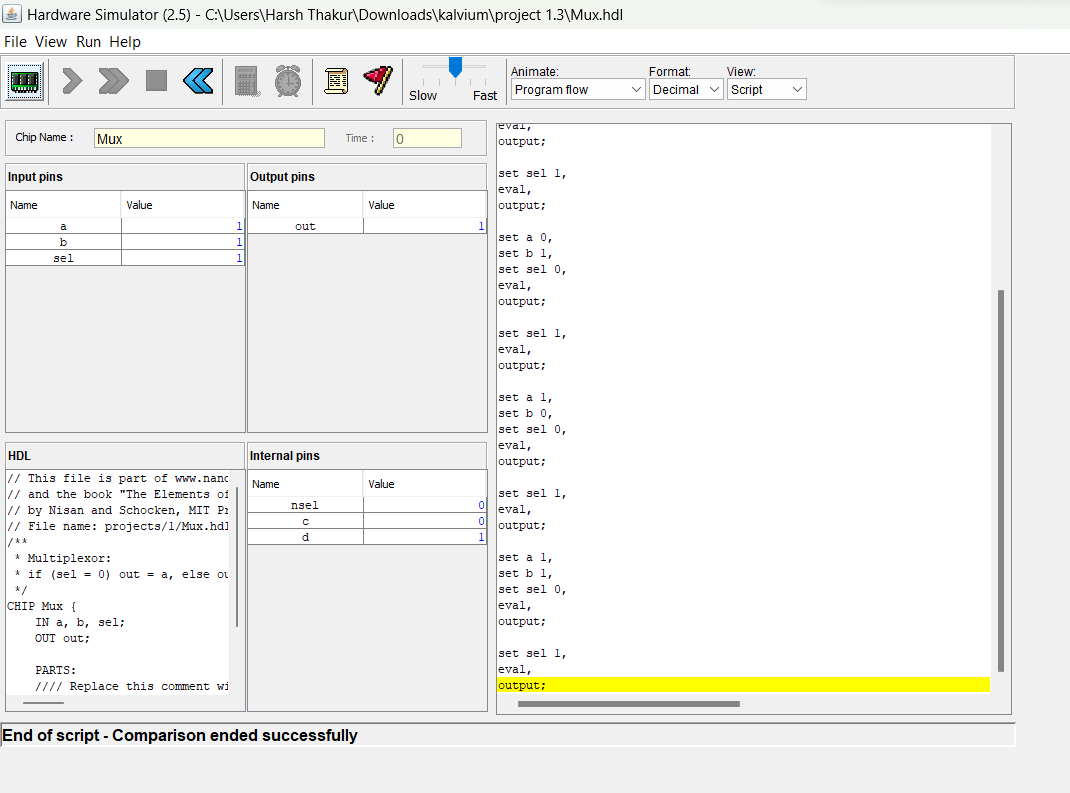 Hardware Simulator (2.5) - C:\Users\Harsh Thakur\Downloads\kalvium\project 1.3\Mux.hdl
File View Run Help
Slow Fast
Animate: Format: View:
Program flow Decimal Script
Chip Name : Mux Time : 0
Input pins
Name Value
a 1
b 1
sel 1
Output pins
Name Value
out 1
HDL
// This file is part of www.nand
// and the book "The Elements of
// by Nisan and Schocken, MIT Pr
// File name: projects/1/Mux.hdl
/**
 * Multiplexor:
 * if (sel = 0) out = a, else ou
 */
CHIP Mux {
    IN a, b, sel;
    OUT out;
    PARTS:
    //// Replace this comment wi
Internal pins
Name Value
nsel 0
c 0
d 1
eval,
output;
set sel 1,
eval,
output;
set a 0,
set b 1,
set sel 0,
eval,
output;
set sel 1,
eval,
output;
set a 1,
set b 0,
set sel 0,
eval,
output;
set sel 1,
eval,
output;
set a 1,
set b 1,
set sel 0,
eval,
output;
set sel 1,
eval,
output;
End of script - Comparison ended successfully